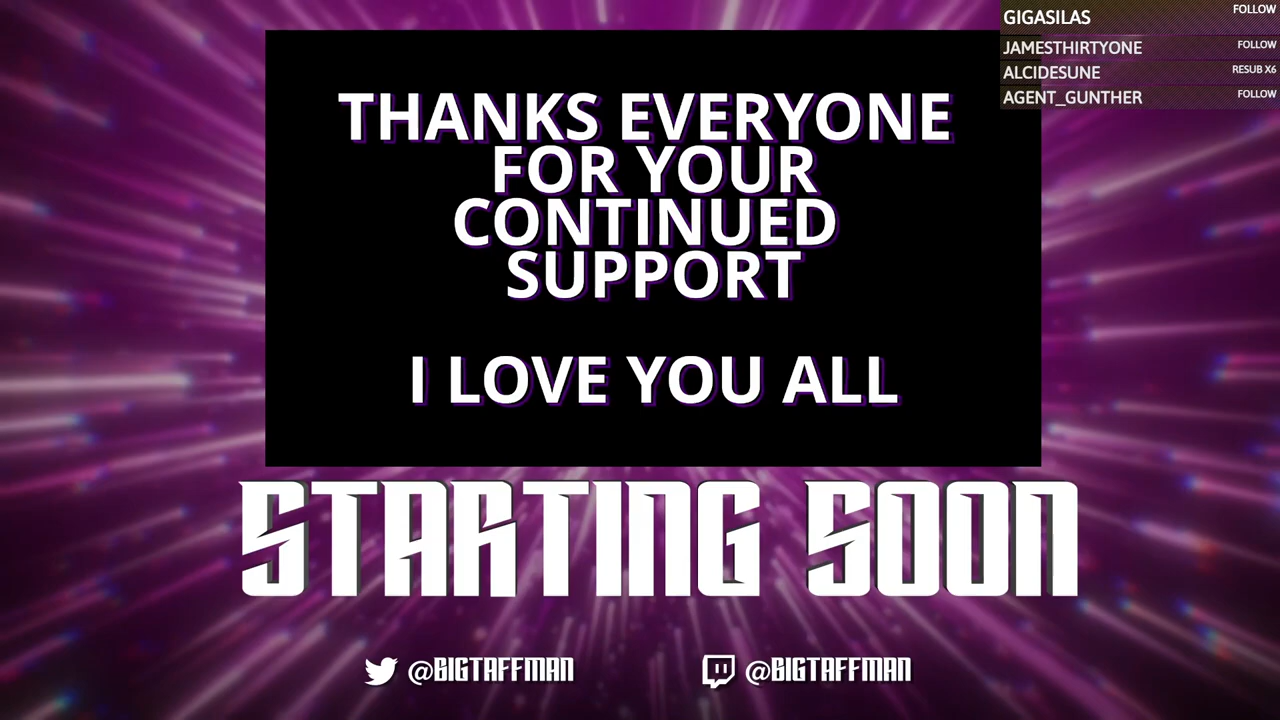 GIGASILAS FOLLOW
JAMESTHIRTYONE FOLLOW
ALCIDESUNE RESUB X6
AGENT_GUNTHER FOLLOW
THANKS EVERYONE
FOR YOUR
CONTINUED
SUPPORT
I LOVE YOU ALL
STARTING SOON
@BIGTAFFMAN @BIGTAFFMAN